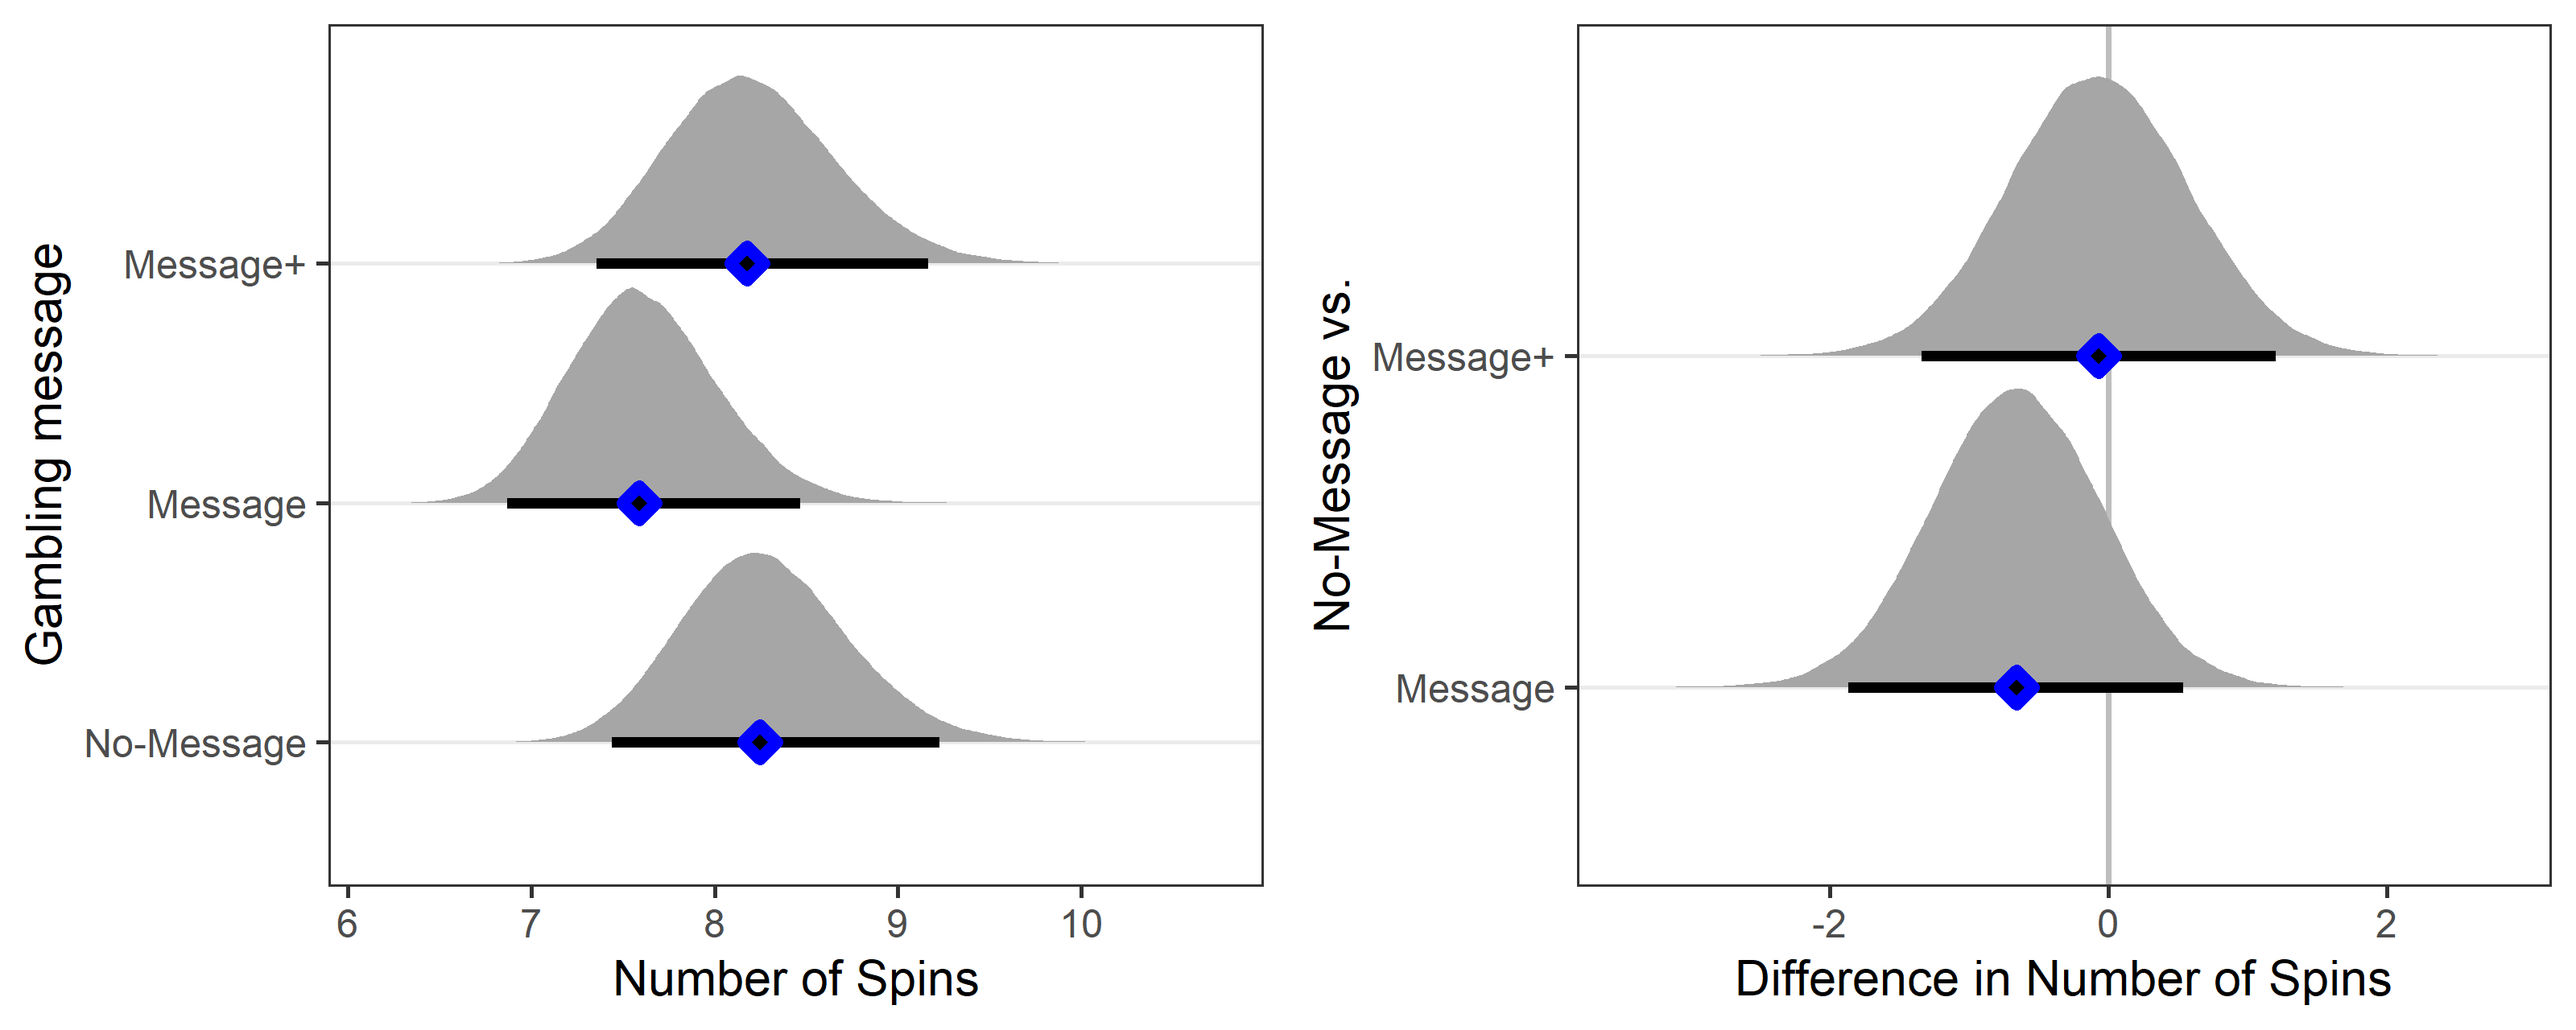 Gambling message
Message+
Message
No-Message
6 7 8 9 10
Number of Spins
No-Message vs.
Message+
Message
-2 0 2
Difference in Number of Spins